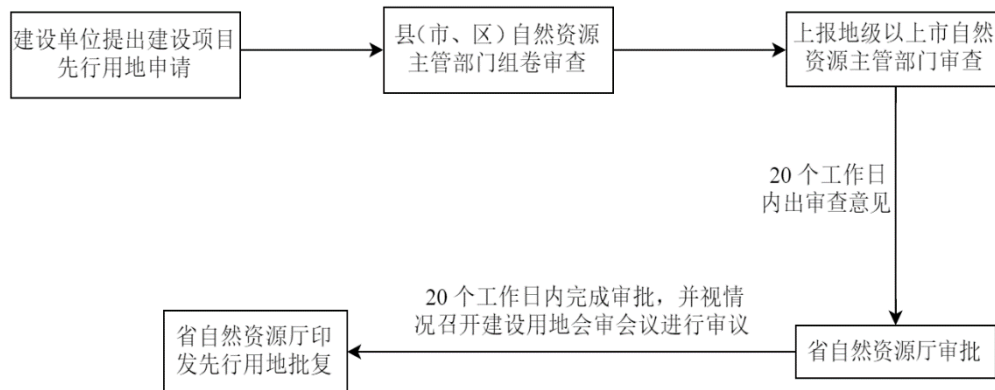 建设单位提出建设项目
先行用地申请
县(市、区)自然资源
主管部门组卷审查
上报地级以上市自然
资源主管部门审查
20 个工作日
内出审查意见
省自然资源厅审批
20 个工作日内完成审批，并视情
况召开建设用地会审会议进行审议
省自然资源厅印
发先行用地批复